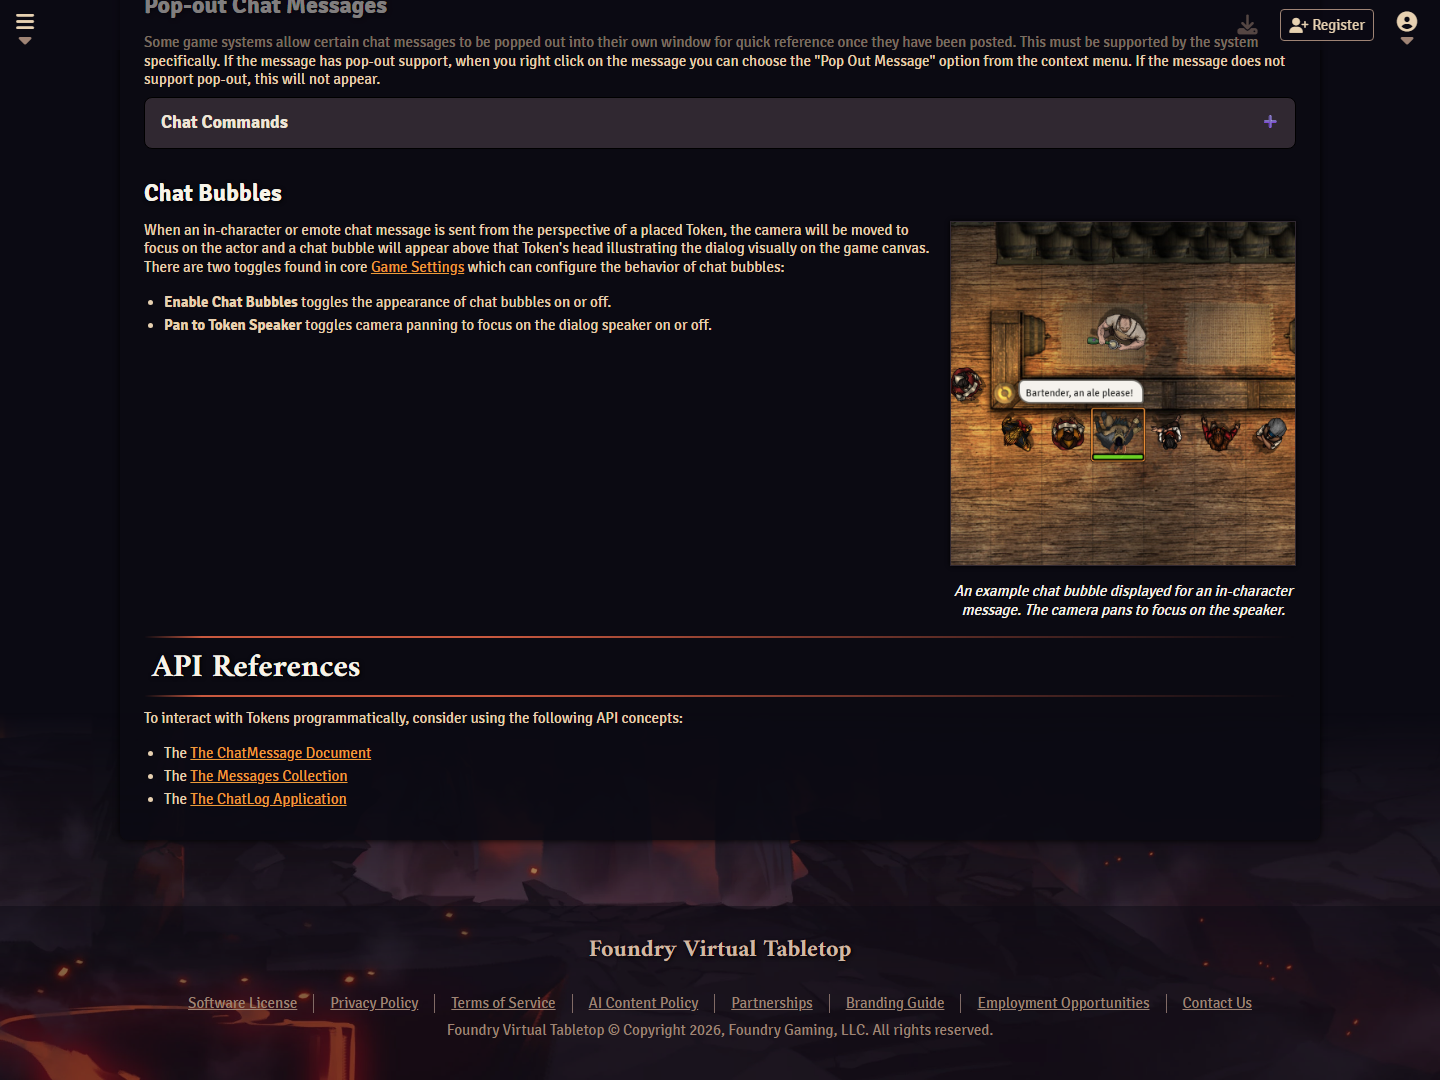 Pop-out Chat Messages
Register
Some game systems allow certain chat messages to be popped out into their own window for quick reference once they have been posted. This must be supported by the system
specifically. If the message has pop-out support, when you right click on the message you can choose the "Pop Out Message" option from the context menu. If the message does not
support pop-out, this will not appear.
Chat Commands
Chat Bubbles
When an in-character or emote chat message is sent from the perspective of a placed Token, the camera will be moved to
focus on the actor and a chat bubble will appear above that Token's head illustrating the dialog visually on the game canvas.
There are two toggles found in core Game Settings which can configure the behavior of chat bubbles:
• Enable Chat Bubbles toggles the appearance of chat bubbles on or off.
• Pan to Token Speaker toggles camera panning to focus on the dialog speaker on or off.
Bartender, an ale please!
An example chat bubble displayed for an in-character
message. The camera pans to focus on the speaker.
API References
To interact with Tokens programmatically, consider using the following API concepts:
• The The ChatMessage Document
• The The Messages Collection
• The The ChatLog Application
Foundry Virtual Tabletop
Software License Privacy Policy Terms of Service AI Content Policy Partnerships Branding Guide Employment Opportunities Contact Us
Foundry Virtual Tabletop © Copyright 2026, Foundry Gaming, LLC. All rights reserved.